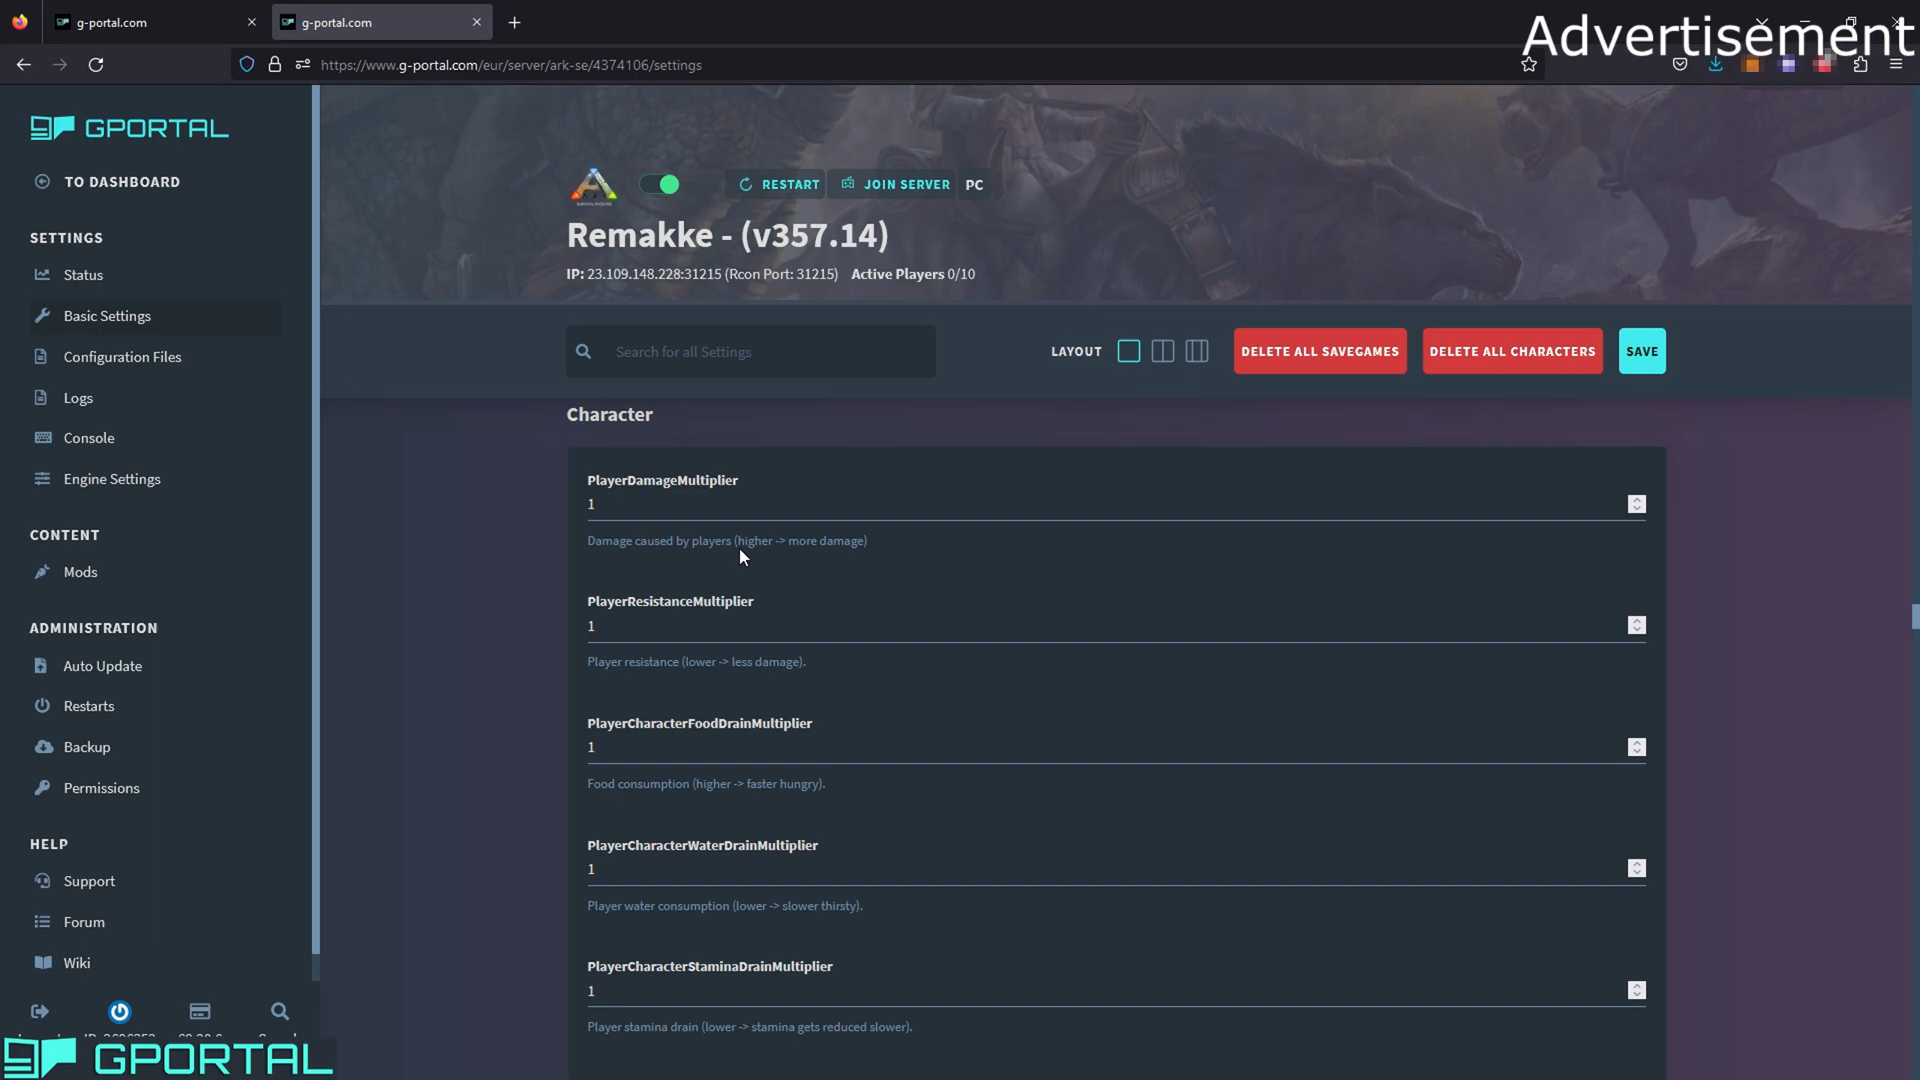 g-portal.com
g-portal.com
Advertisement
https://www.g-portal.com/eur/server/ark-se/4374106/settings
GPORTAL
TO DASHBOARD
SETTINGS
Status
Basic Settings
Configuration Files
Logs
Console
Engine Settings
CONTENT
Mods
ADMINISTRATION
Auto Update
Restarts
Backup
Permissions
HELP
Support
Forum
Wiki
GPORTAL
RESTART
JOIN SERVER
PC
Remakke - (v357.14)
IP: 23.109.148.228:31215 (Rcon Port: 31215) Active Players 0/10
Search for all Settings
LAYOUT
DELETE ALL SAVEGAMES
DELETE ALL CHARACTERS
SAVE
Character
PlayerDamageMultiplier
1
Damage caused by players (higher -> more damage)
PlayerResistanceMultiplier
1
Player resistance (lower -> less damage).
PlayerCharacterFoodDrainMultiplier
1
Food consumption (higher -> faster hungry).
PlayerCharacterWaterDrainMultiplier
1
Player water consumption (lower -> slower thirsty).
PlayerCharacterStaminaDrainMultiplier
1
Player stamina drain (lower -> stamina gets reduced slower).